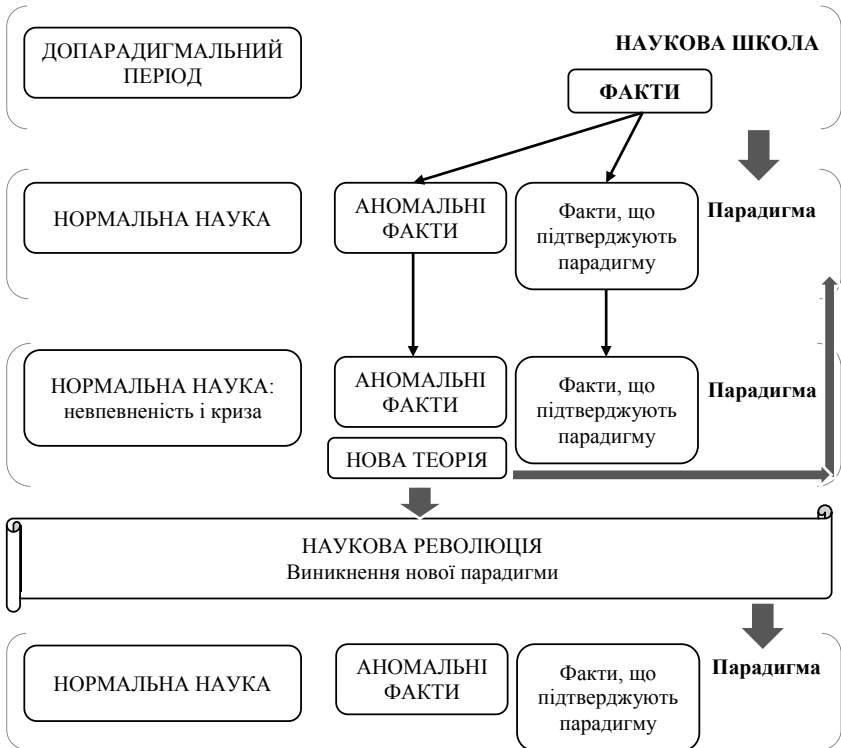 ДОПАРАДИГМАЛЬНИЙ
ПЕРІОД
НАУКОВА ШКОЛА
ФАКТИ
НОРМАЛЬНА НАУКА
АНОМАЛЬНІ
ФАКТИ
Факти, що
підтверджують
парадигму
Парадигма
НОРМАЛЬНА НАУКА:
невпевненість і криза
АНОМАЛЬНІ
ФАКТИ
Факти, що
підтверджують
парадигму
Парадигма
НОВА ТЕОРІЯ
НАУКОВА РЕВОЛЮЦІЯ
Виникнення нової парадигми
НОРМАЛЬНА НАУКА
АНОМАЛЬНІ
ФАКТИ
Факти, що
підтверджують
парадигму
Парадигма